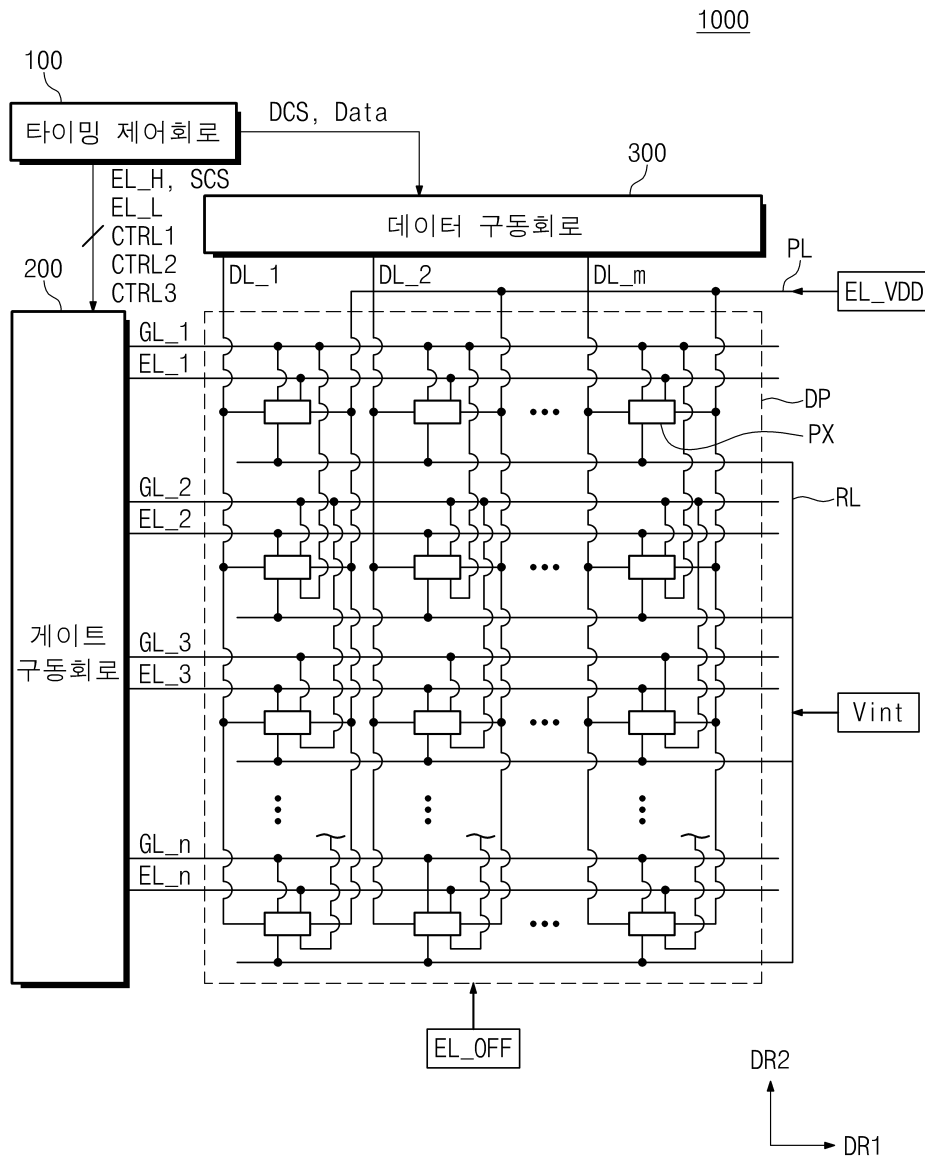 1000
100
타이밍 제어회로
DCS, Data
300
EL_H, SCS
EL_L
CTRL1
CTRL2
CTRL3
데이터 구동회로
200
DL_1
DL_2
DL_m
PL
EL_VDD
GL_1
EL_1
DP
PX
GL_2
EL_2
RL
게이트
구동회로
GL_3
EL_3
Vint
GL_n
EL_n
EL_OFF
DR2
DR1